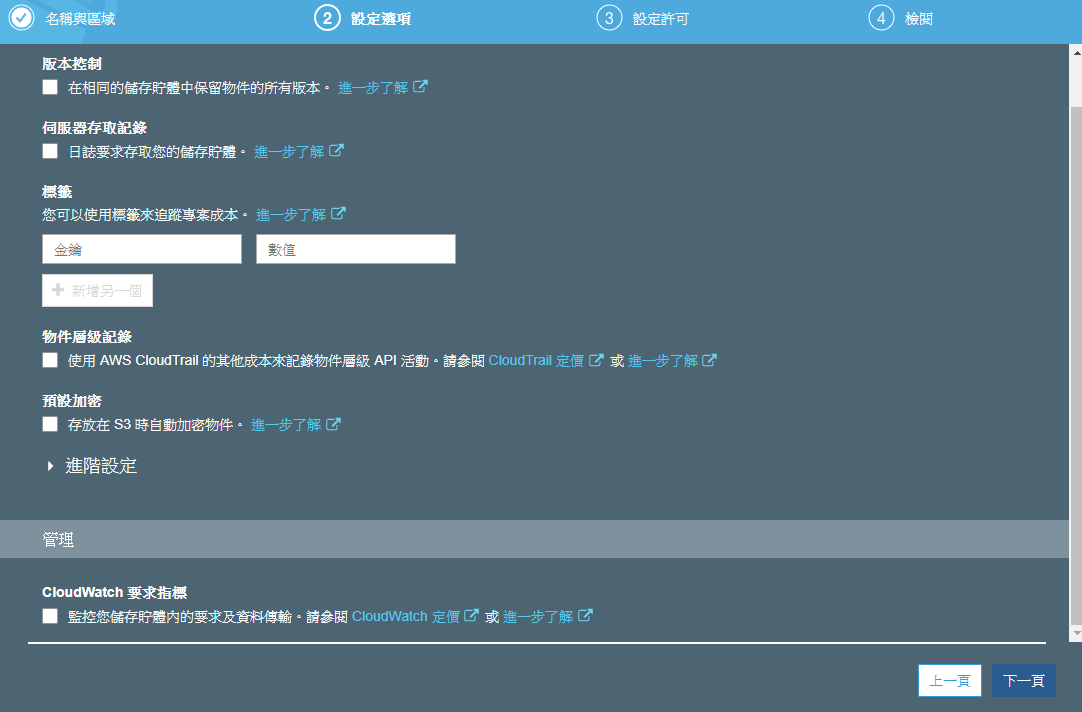 名稱與區域
2 設定選項
3 設定許可
4 檢閱
版本控制
在相同的儲存貯體中保留物件的所有版本。 進一步了解
伺服器存取記錄
日誌要求存取您的儲存貯體。 進一步了解
標籤
您可以使用標籤來追蹤專案成本。 進一步了解
金鑰 數值
新增另一個
物件層級記錄
使用 AWS CloudTrail 的其他成本來記錄物件層級 API 活動。請參閱 CloudTrail 定價 或 進一步了解
預設加密
存放在 S3 時自動加密物件。 進一步了解
進階設定
管理
CloudWatch 要求指標
監控您儲存貯體內的要求及資料傳輸。請參閱 CloudWatch 定價 或 進一步了解
上一頁 下一頁